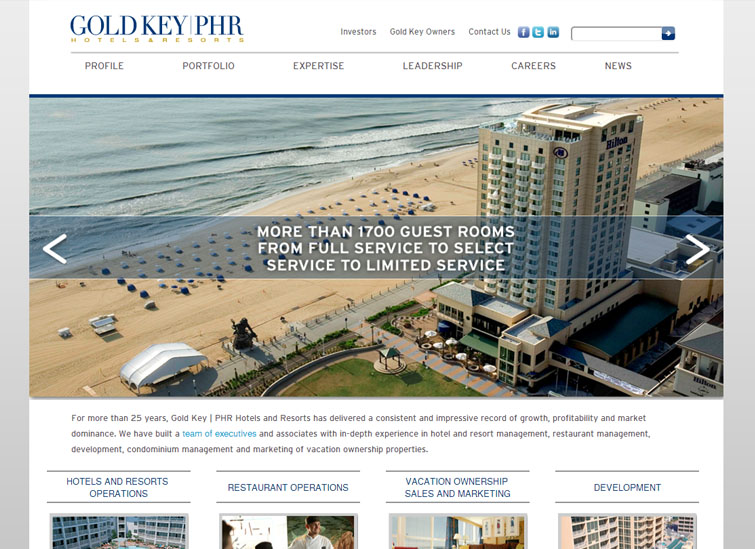 GOLD KEY|PHR
HOTELS & RESORTS
Investors Gold Key Owners Contact Us
PROFILE PORTFOLIO EXPERTISE LEADERSHIP CAREERS NEWS
Hilton
MORE THAN 1700 GUEST ROOMS
FROM FULL SERVICE TO SELECT
SERVICE TO LIMITED SERVICE
Hilton
For more than 25 years, Gold Key | PHR Hotels and Resorts has delivered a consistent and impressive record of growth, profitability and market
dominance. We have built a team of executives and associates with in-depth experience in hotel and resort management, restaurant management,
development, condominium management and marketing of vacation ownership properties.
HOTELS AND RESORTS
OPERATIONS
RESTAURANT OPERATIONS
VACATION OWNERSHIP
SALES AND MARKETING
DEVELOPMENT